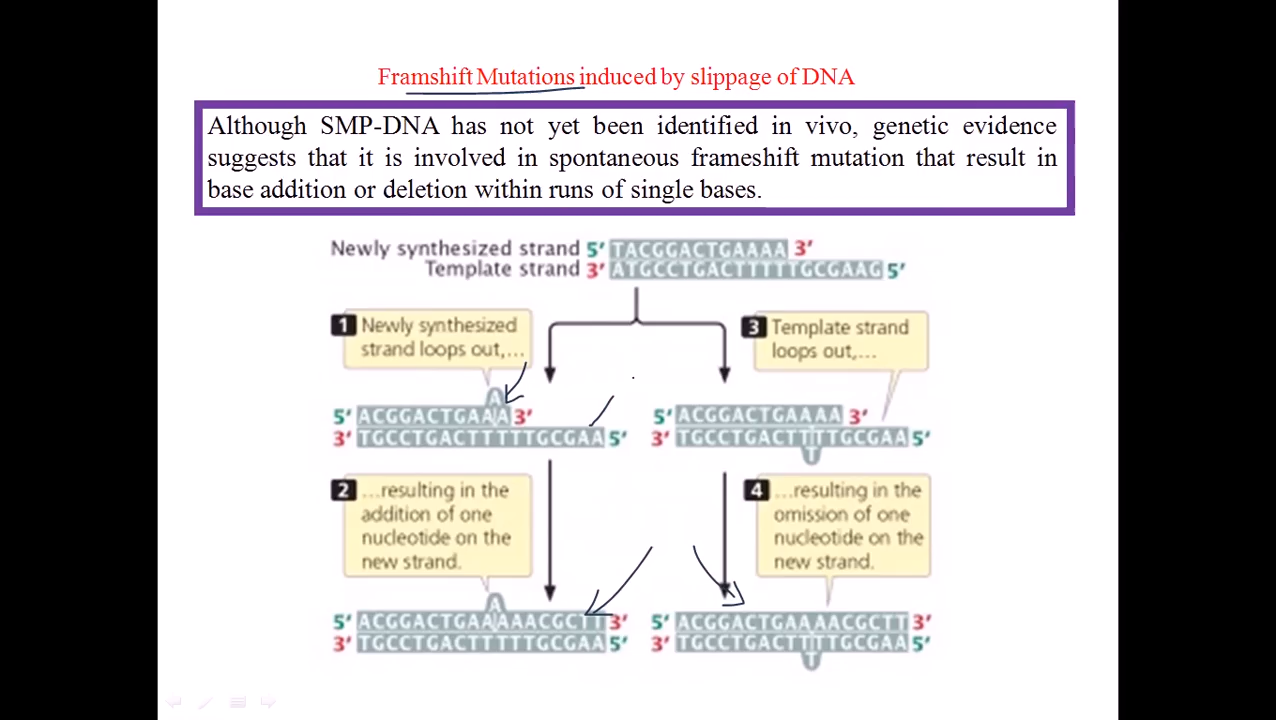 Framshift Mutations induced by slippage of DNA
Although SMP-DNA has not yet been identified in vivo, genetic evidence
suggests that it is involved in spontaneous frameshift mutation that result in
base addition or deletion within runs of single bases.
Newly synthesized strand 5′ TACGGACTGAAAA 3′
Template strand 3′ ATGCCTGACTTTTTGCGAAG 5′
1 Newly synthesized
strand loops out,...
3 Template strand
loops out,...
A
5′ ACGGACTGAAA 3′
3′ TGCCTGACTTTTTGCGAA 5′
5′ ACGGACTGAAAA 3′
3′ TGCCTGACTTTTTGCGAA 5′
T
2 ...resulting in the
addition of one
nucleotide on the
new strand.
4 ...resulting in the
omission of one
nucleotide on the
new strand.
A
5′ ACGGACTGAAAAACGCTT 3′
3′ TGCCTGACTTTTTGCGAA 5′
5′ ACGGACTGAAAACGCTT 3′
3′ TGCCTGACTTTTTGCGAA 5′
T